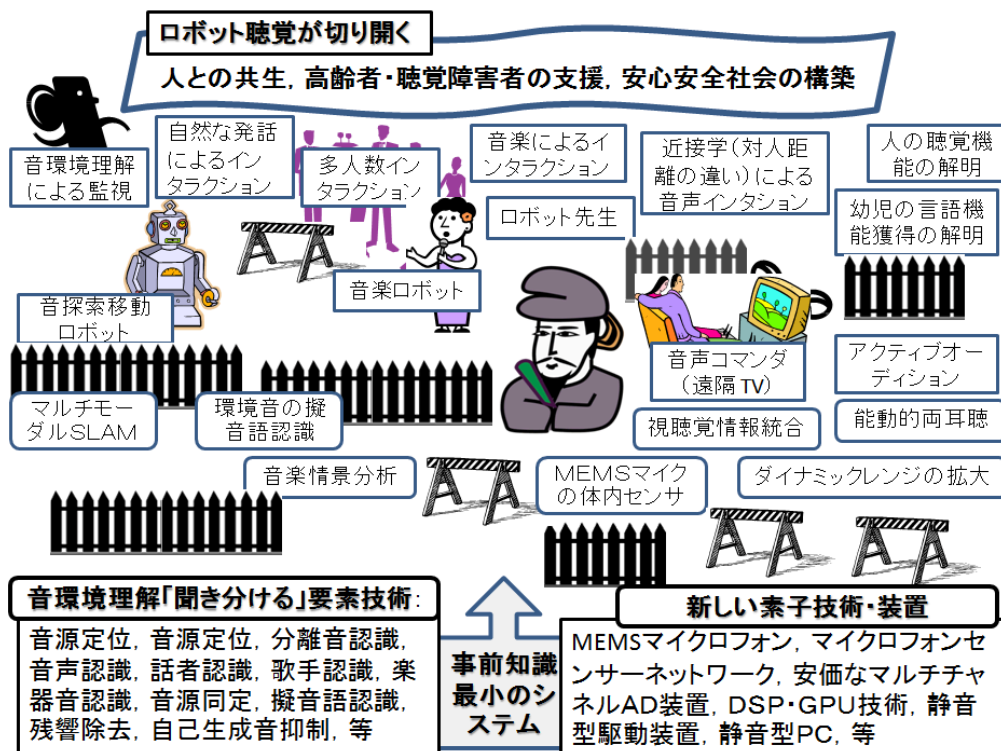 ロボット聴覚が切り開く
人との共生，高齢者・聴覚障害者の支援，安心安全社会の構築
音環境理解
による監視
自然な発話
によるイン
タラクション
多人数イン
タラクション
音楽によるイ
ンタラクション
近接学（対人距
離の違い）による
音声インタション
人の聴覚機
能の解明
ロボット先生
幼児の言語機
能獲得の解明
音楽ロボット
音探索移動
ロボット
音声コマンダ
（遠隔TV）
アクティブオー
ディション
マルチモー
ダルSLAM
環境音の擬
音語認識
視聴覚情報統合
能動的両耳聴
音楽情景分析
MEMSマイク
の体内センサ
ダイナミックレンジの拡大
音環境理解「聞き分ける」要素技術：
音源定位，音源定位，分離音認識，
音声認識，話者認識，歌手認識，楽
器音認識，音源同定，擬音語認識，
残響除去，自己生成音抑制，等
事前知識
最小のシ
ステム
新しい素子技術・装置
MEMSマイクロフォン，マイクロフォンセ
ンサーネットワーク，安価なマルチチャ
ネルAD装置，DSP・GPU技術，静音
型駆動装置，静音型PC，等